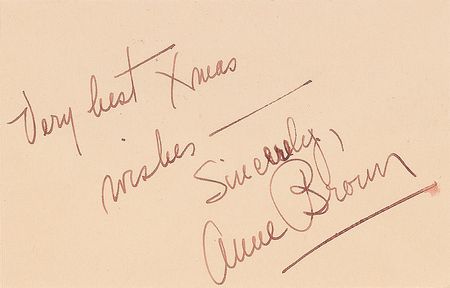 Very best Xmas
wishes —
Sincerely,
Anne Brown